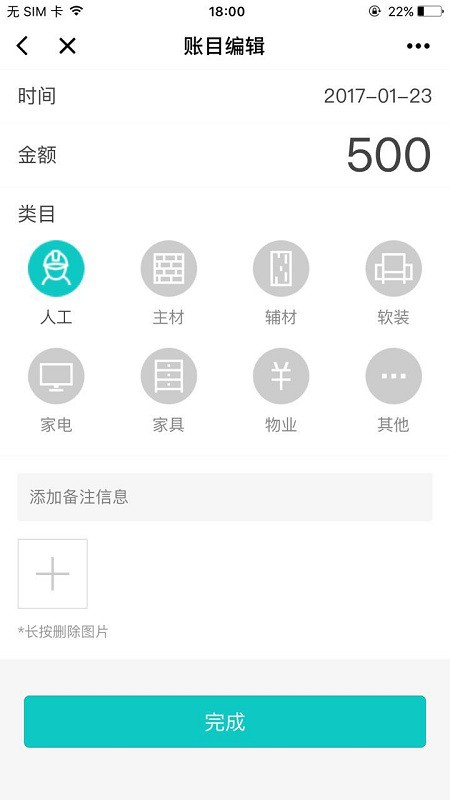 无 SIM 卡 18:00 22%
账目编辑
时间 2017-01-23
金额 500
类目
人工 主材 辅材 软装
家电 家具 物业 其他
添加备注信息
*长按删除图片
完成